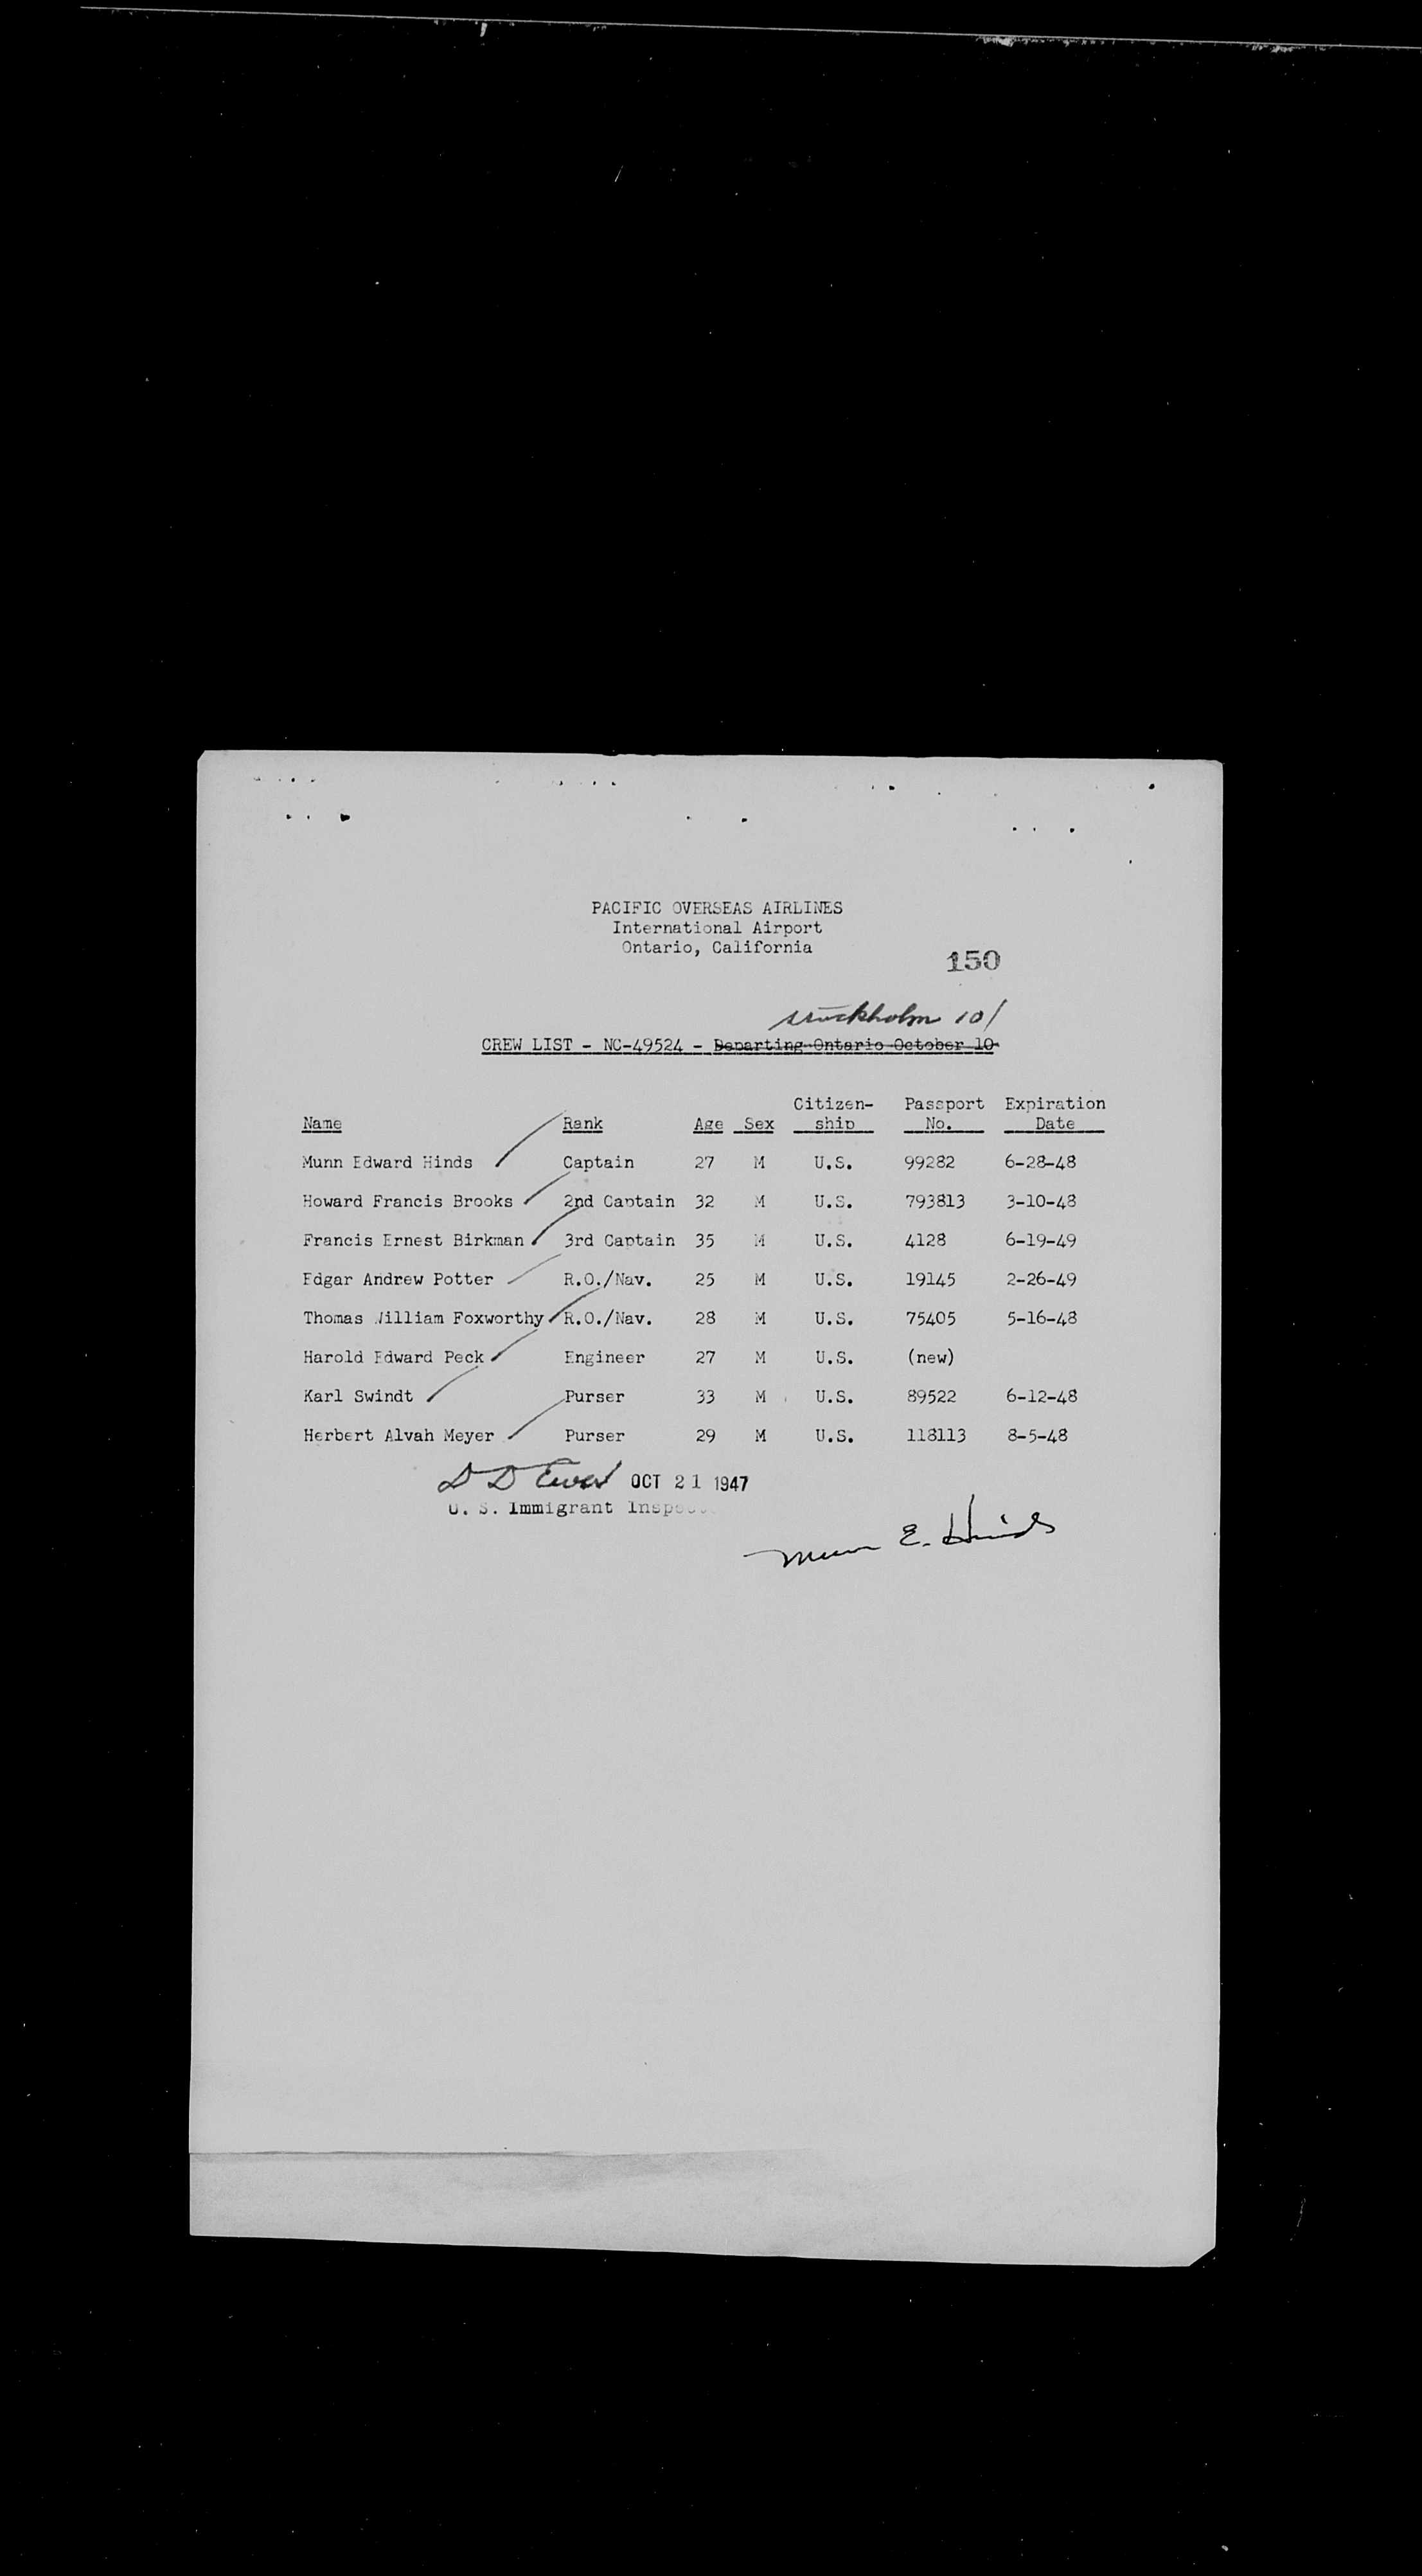 PACIFIC OVERSEAS AIRLINES
International Airport
Ontario, California
150
Stockholm 10/
CREW LIST - NC-49524 - Departing Ontario October 10
Name Rank Age Sex Citizen-ship Passport No. Expiration Date
Munn Edward Hinds Captain 27 M U.S. 99282 6-28-48
Howard Francis Brooks 2nd Captain 32 M U.S. 793813 3-10-48
Francis Ernest Birkman 3rd Captain 35 M U.S. 4128 6-19-49
Edgar Andrew Potter R.O./Nav. 25 M U.S. 19145 2-26-49
Thomas William Foxworthy R.O./Nav. 28 M U.S. 75405 5-16-48
Harold Edward Peck Engineer 27 M U.S. (new)
Karl Swindt Purser 33 M U.S. 89522 6-12-48
Herbert Alvah Meyer Purser 29 M U.S. 118113 8-5-48
D D OCT 21 1947
U. S. Immigrant
Munn E. Hinds